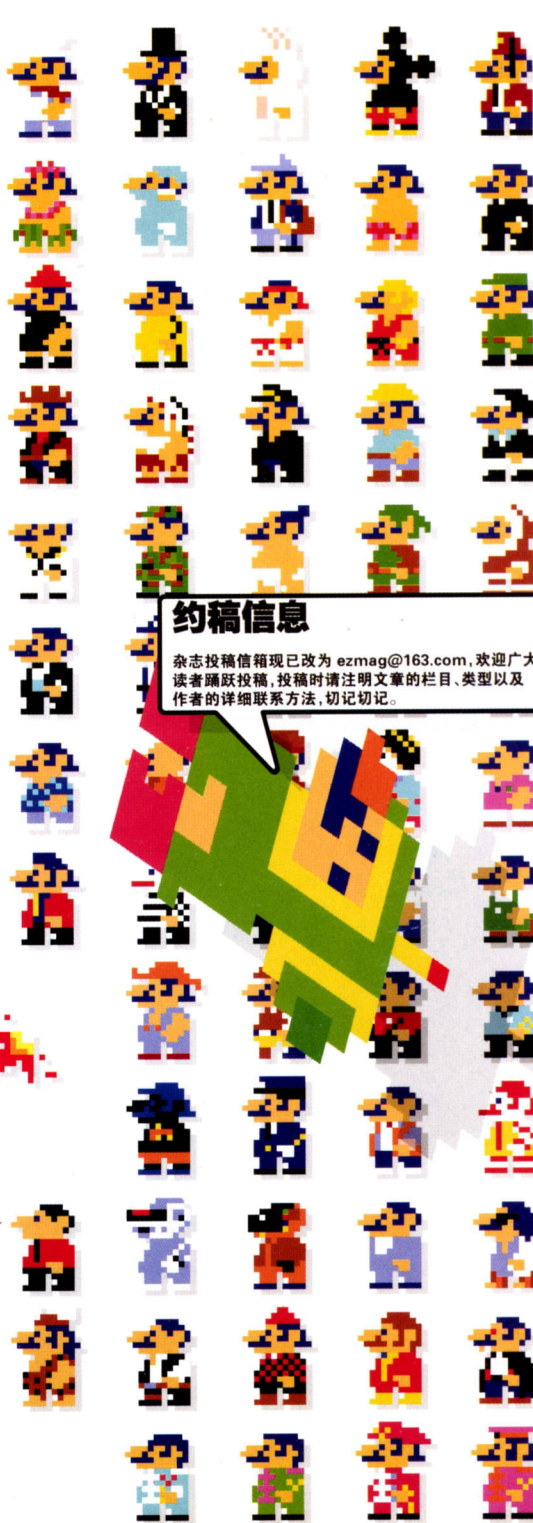 约稿信息
杂志投稿信箱现已改为 ezmag@163.com,欢迎广大
读者踊跃投稿,投稿时请注明文章的栏目、类型以及
作者的详细联系方法,切记切记。